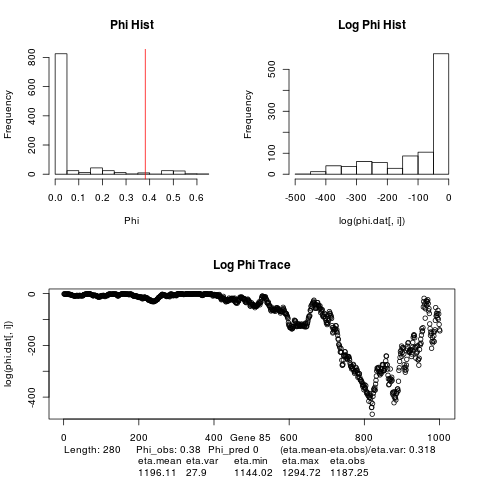 Phi Hist
Log Phi Hist
Frequency
0 200 400 600 800
0.0 0.1 0.2 0.3 0.4 0.5 0.6
Phi
Frequency
0 100 300 500
-500 -400 -300 -200 -100 0
log(phi.dat[, i])
Log Phi Trace
log(phi.dat[, i])
0 -200 -400
0 200 400 600 800 1000
Gene 85
Length: 280 Phi_obs: 0.38 Phi_pred 0 (eta.mean-eta.obs)/eta.var: 0.318
eta.mean eta.var eta.min eta.max eta.obs
1196.11 27.9 1144.02 1294.72 1187.25